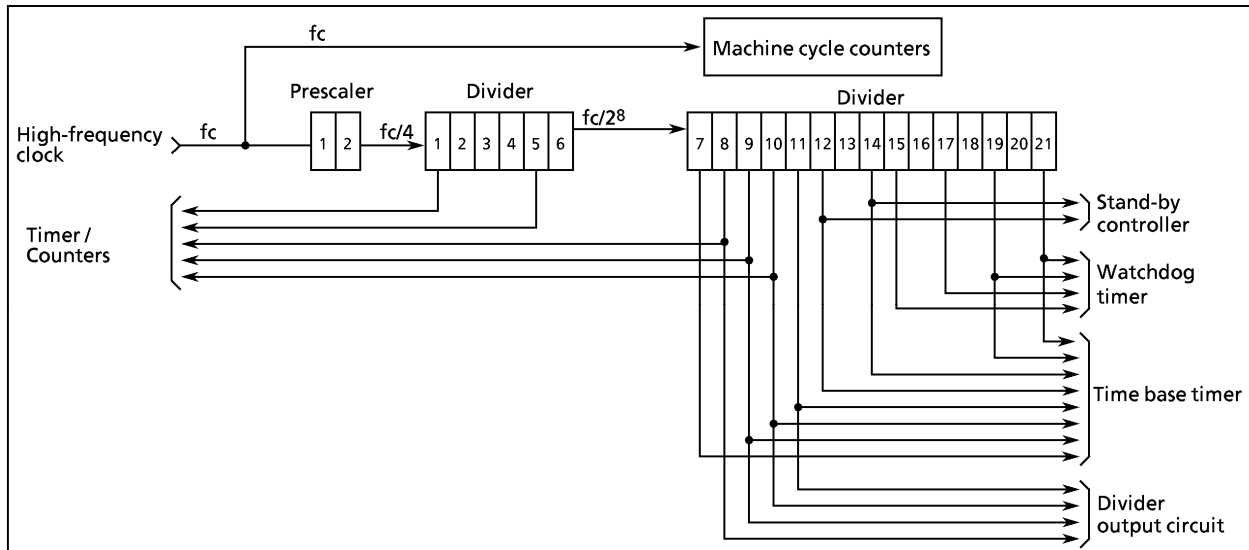 fc
Machine cycle counters
Prescaler
Divider
Divider
High-frequency
clock
fc
1 2
fc/4
1 2 3 4 5 6
fc/2⁸
7 8 9 10 11 12 13 14 15 16 17 18 19 20 21
Timer /
Counters
Stand-by
controller
Watchdog
timer
Time base timer
Divider
output circuit